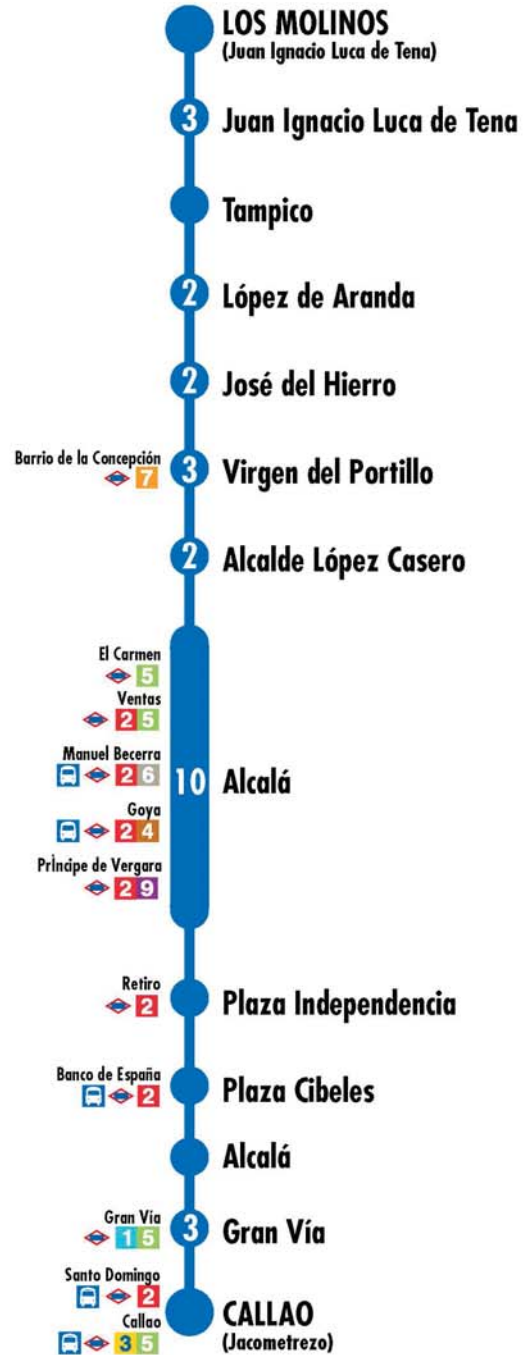 LOS MOLINOS
(Juan Ignacio Luca de Tena)
3 Juan Ignacio Luca de Tena
Tampico
2 López de Aranda
2 José del Hierro
Barrio de la Concepción
7 3 Virgen del Portillo
2 Alcalde López Casero
El Carmen
5
Ventas
2 5
Manuel Becerra
2 6
10 Alcalá
Goya
2 4
PrÌncipe de Vergara
2 9
Retiro
2 Plaza Independencia
Banco de España
2 Plaza Cibeles
Alcalá
Gran Vía
1 5 3 Gran Vía
Santo Domingo
2
CALLAO
Callao
(Jacometrezo)
3 5